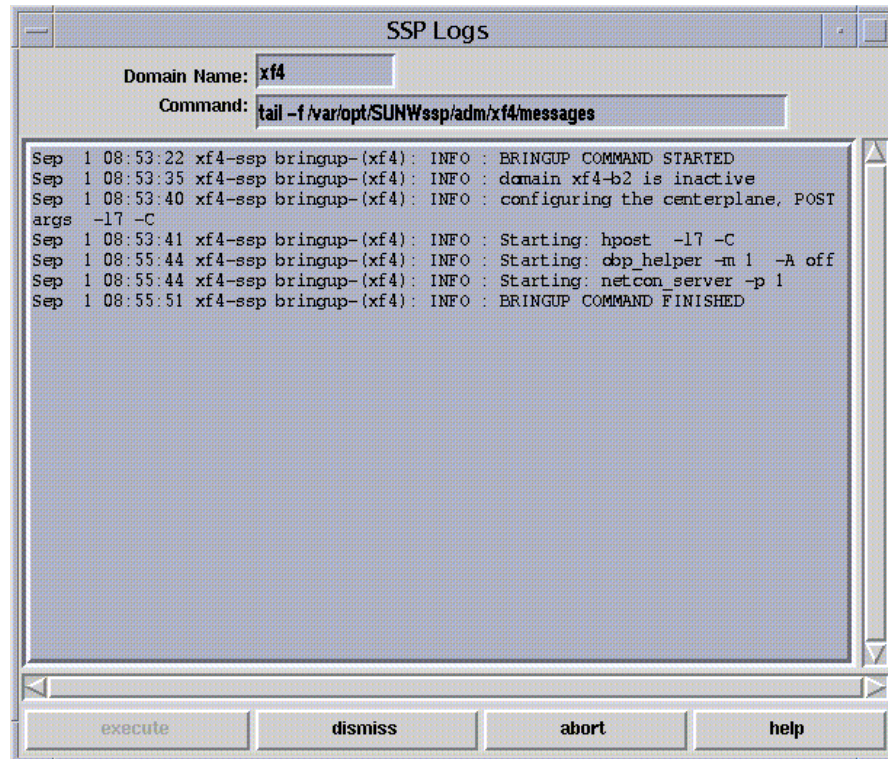 SSP Logs
Domain Name: xf4
Command: tail -f /var/opt/SUNWssp/adm/xf4/messages
Sep  1 08:53:22 xf4-ssp bringup-(xf4): INFO : BRINGUP COMMAND STARTED
Sep  1 08:53:35 xf4-ssp bringup-(xf4): INFO : domain xf4-b2 is inactive
Sep  1 08:53:40 xf4-ssp bringup-(xf4): INFO : configuring the centerplane, POST
args  -l7 -C
Sep  1 08:53:41 xf4-ssp bringup-(xf4): INFO : Starting: hpost  -l7 -C
Sep  1 08:55:44 xf4-ssp bringup-(xf4): INFO : Starting: obp_helper -m 1  -A off
Sep  1 08:55:44 xf4-ssp bringup-(xf4): INFO : Starting: netcon_server -p 1
Sep  1 08:55:51 xf4-ssp bringup-(xf4): INFO : BRINGUP COMMAND FINISHED
execute dismiss abort help